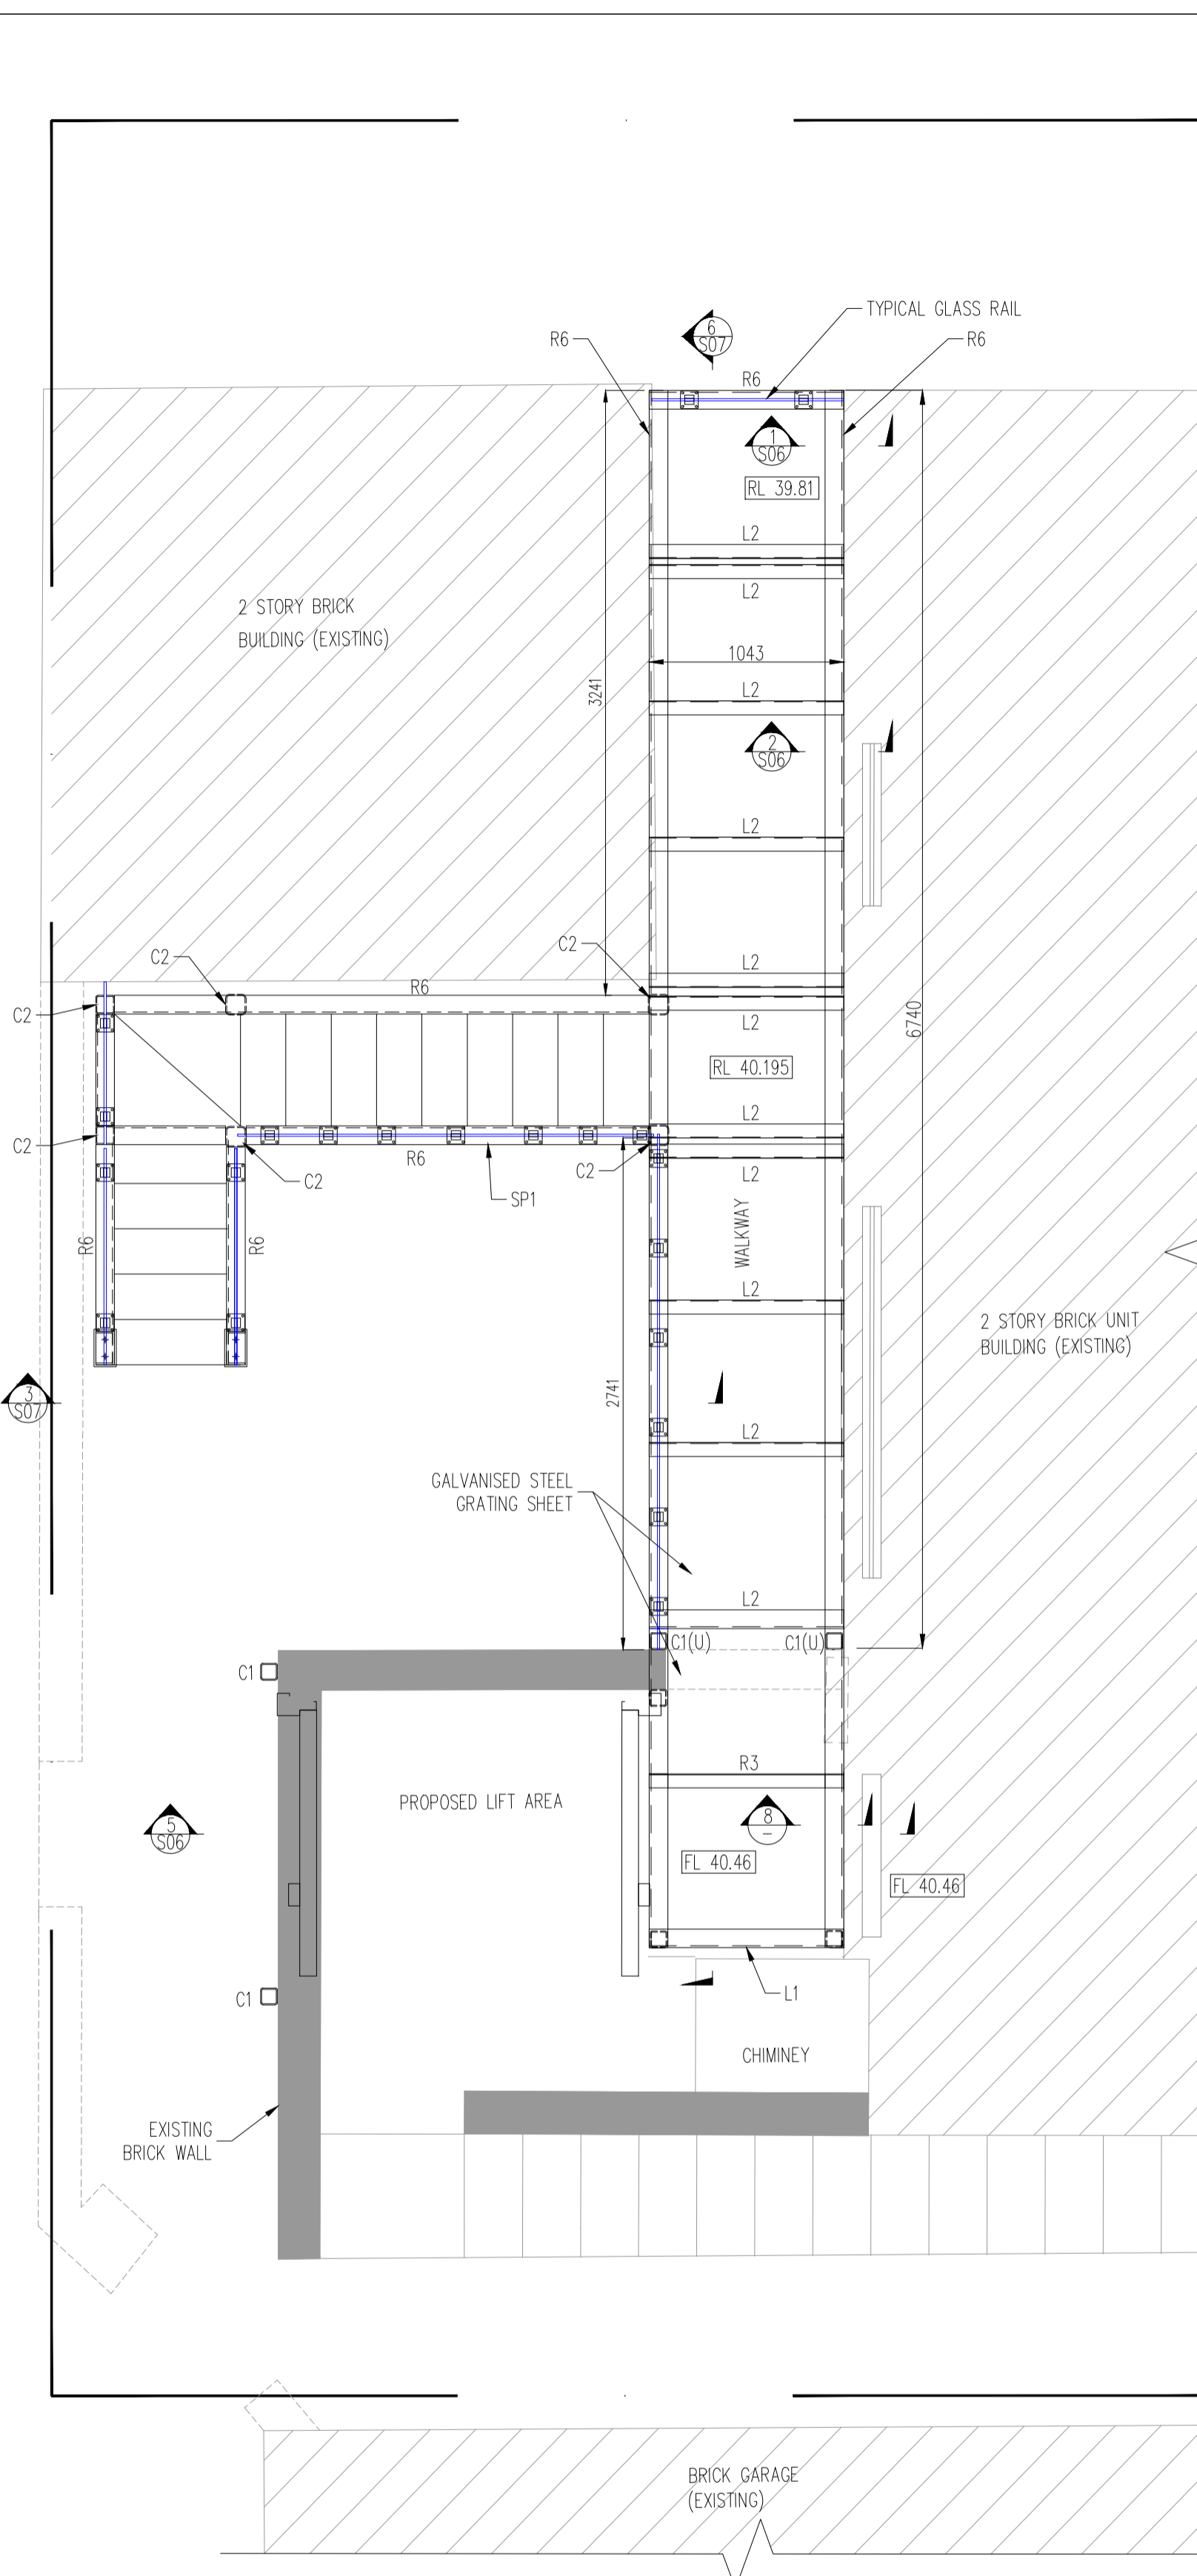 TYPICAL GLASS RAIL
6
S07
R6
R6
R6
1
S06
RL 39.81
L2
L2
2 STORY BRICK
BUILDING (EXISTING)
1043
3241
L2
2
S06
L2
C2
C2
L2
R6
C2
L2
6740
RL 40.195
L2
C2
R6
C2
L2
C2
SP1
WALKWAY
R6
R6
L2
2 STORY BRICK UNIT
BUILDING (EXISTING)
3
S07
2741
L2
GALVANISED STEEL
GRATING SHEET
L2
C1(U)
C1(U)
C1
R3
PROPOSED LIFT AREA
5
S06
8
–
FL 40.46
FL 40.46
C1
L1
CHIMINEY
EXISTING
BRICK WALL
BRICK GARAGE
(EXISTING)